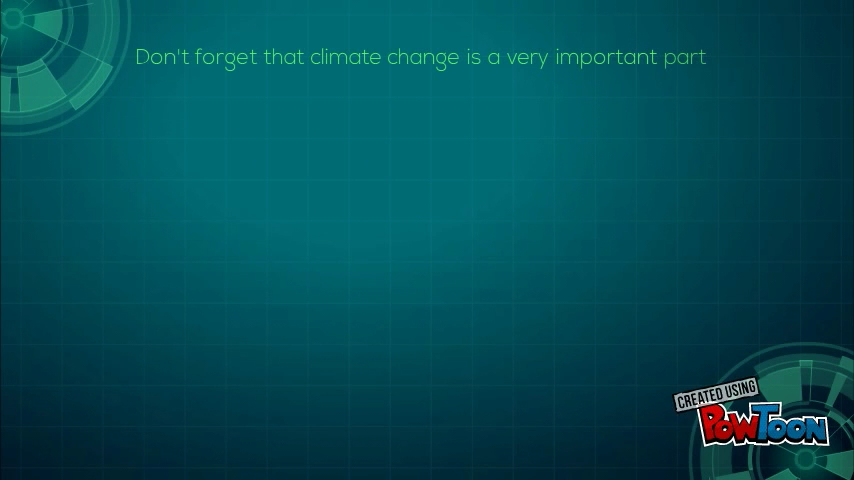 Don't forget that climate change is a very important part
CREATED USING
POWTOON